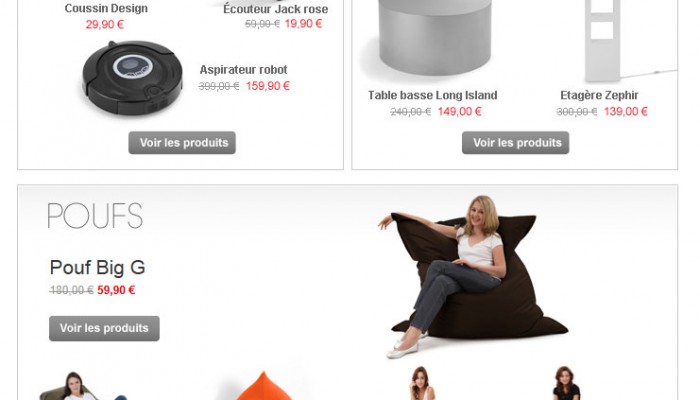 Coussin Design
29,90 €
Écouteur Jack rose
59,90 € 19,90 €
Aspirateur robot
399,00 € 159,90 €
Voir les produits
Table basse Long Island
240,00 € 149,00 €
Etagère Zephir
300,00 € 139,00 €
Voir les produits
POUFS
Pouf Big G
180,00 € 59,90 €
Voir les produits